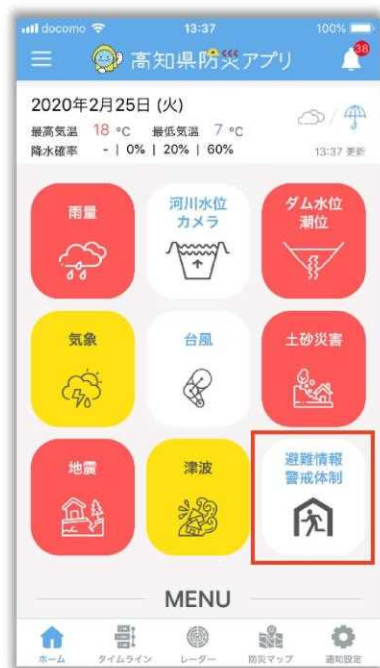 docomo
13:37
100%
高知県防災アプリ
38
2020年2月25日 (火)
最高気温 18 °C 最低気温 7 °C
降水確率 - | 0% | 20% | 60%
13:37 更新
雨量
河川水位
カメラ
ダム水位
潮位
気象
台風
土砂災害
地震
津波
避難情報
警戒体制
MENU
ホーム
タイムライン
レーダー
防災マップ
通知設定